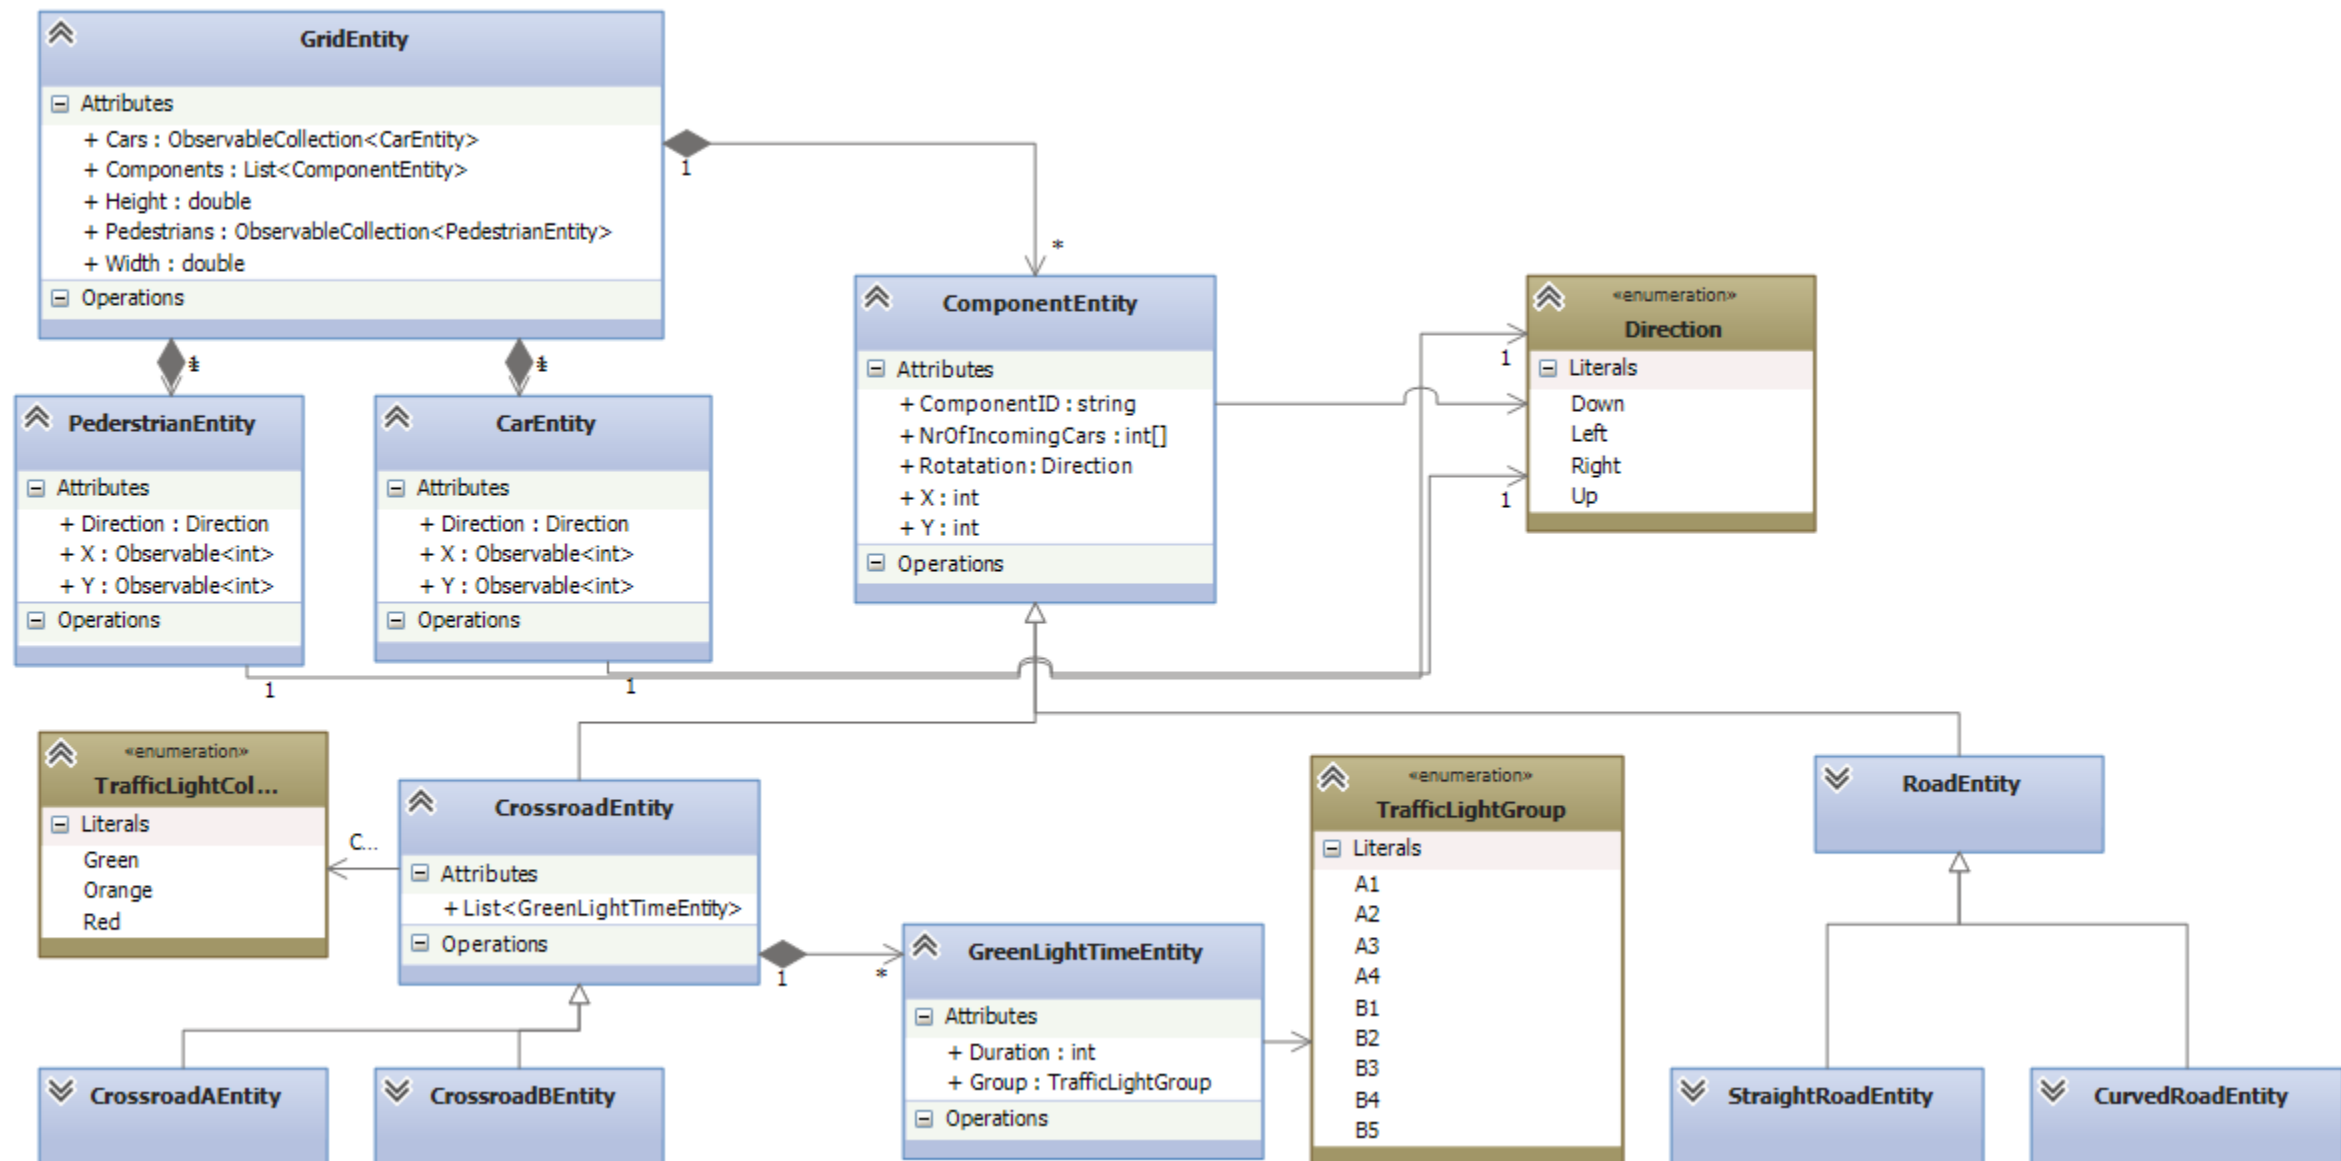 GridEntity
Attributes
+ Cars : ObservableCollection<CarEntity>
+ Components : List<ComponentEntity>
+ Height : double
+ Pedestrians : ObservableCollection<PedestrianEntity>
+ Width : double
Operations
1
*
PederstrianEntity
Attributes
+ Direction : Direction
+ X : Observable<int>
+ Y : Observable<int>
Operations
1
CarEntity
Attributes
+ Direction : Direction
+ X : Observable<int>
+ Y : Observable<int>
Operations
1
ComponentEntity
Attributes
+ ComponentID : string
+ NrOfIncomingCars : int[]
+ Rotatation : Direction
+ X : int
+ Y : int
Operations
«enumeration»
Direction
Literals
Down
Left
Right
Up
1
1
«enumeration»
TrafficLightCol...
Literals
Green
Orange
Red
C...
CrossroadEntity
Attributes
+ List<GreenLightTimeEntity>
Operations
1
*
GreenLightTimeEntity
Attributes
+ Duration : int
+ Group : TrafficLightGroup
Operations
«enumeration»
TrafficLightGroup
Literals
A1
A2
A3
A4
B1
B2
B3
B4
B5
RoadEntity
CrossroadAEntity
CrossroadBEntity
StraightRoadEntity
CurvedRoadEntity